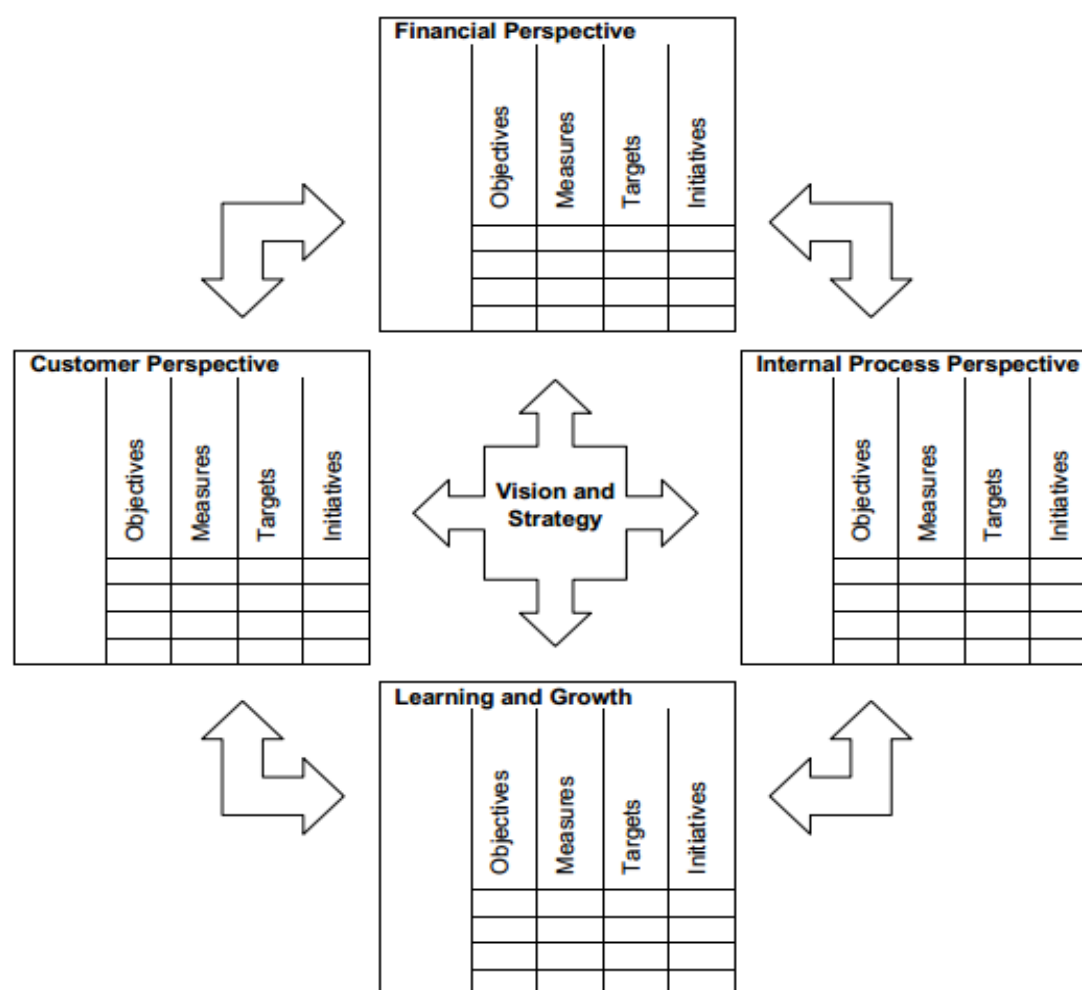 Financial Perspective
Objectives
Measures
Targets
Initiatives
Customer Perspective
Objectives
Measures
Targets
Initiatives
Vision and
Strategy
Internal Process Perspective
Objectives
Measures
Targets
Initiatives
Learning and Growth
Objectives
Measures
Targets
Initiatives